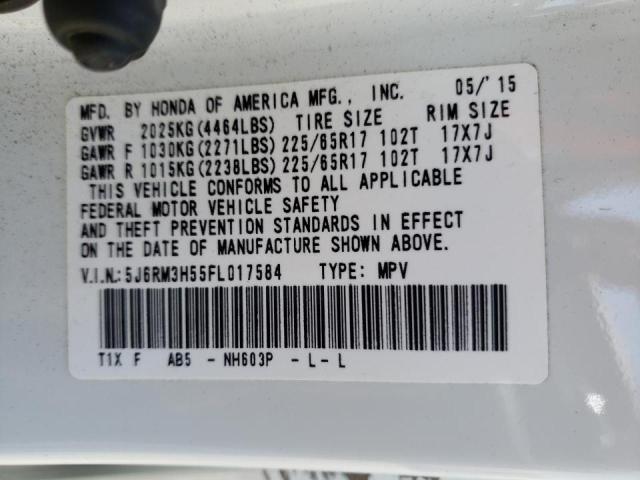 MFD. BY HONDA OF AMERICA MFG., INC. 05/'15
GVWR 2025KG(4464LBS) TIRE SIZE RIM SIZE
GAWR F 1030KG(2271LBS) 225/65R17 102T 17X7J
GAWR R 1015KG(2238LBS) 225/65R17 102T 17X7J
THIS VEHICLE CONFORMS TO ALL APPLICABLE
FEDERAL MOTOR VEHICLE SAFETY
AND THEFT PREVENTION STANDARDS IN EFFECT
ON THE DATE OF MANUFACTURE SHOWN ABOVE.
V.I.N.:5J6RM3H55FL017584 TYPE: MPV
T1X F AB5 - NH603P - L- L